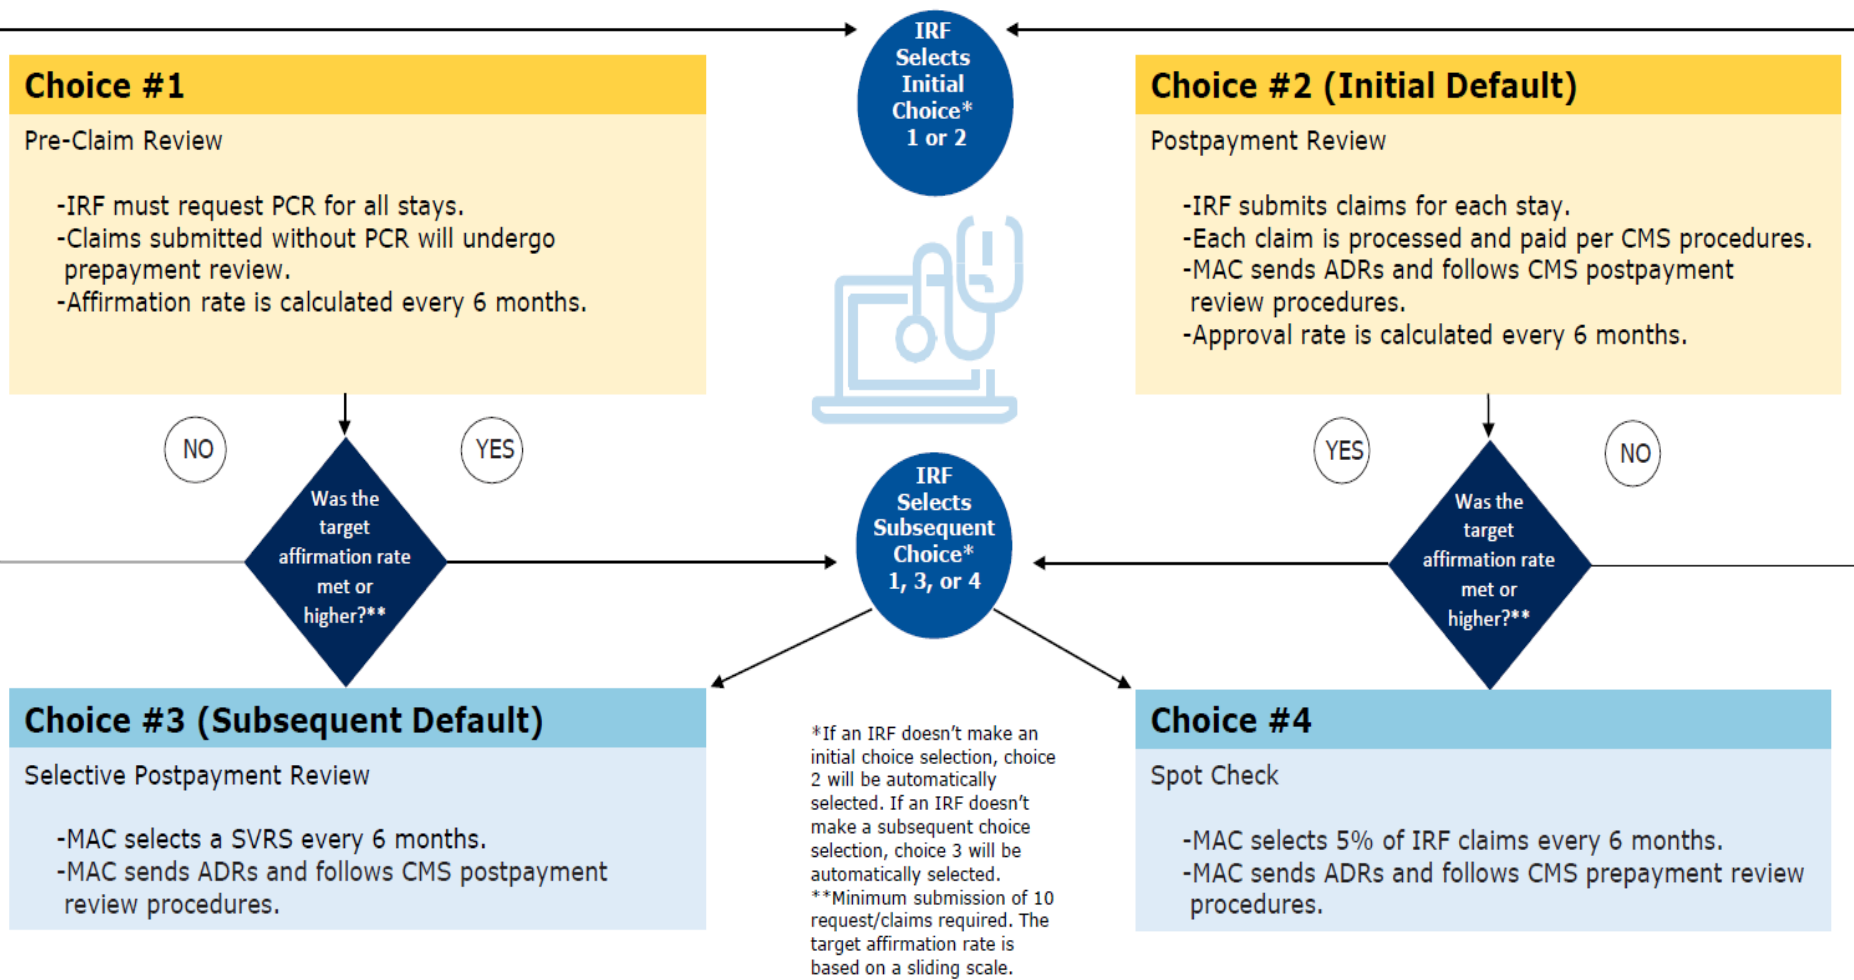 IRF
Selects
Initial
Choice*
1 or 2
Choice #1
Pre-Claim Review
-IRF must request PCR for all stays.
-Claims submitted without PCR will undergo
prepayment review.
-Affirmation rate is calculated every 6 months.
Choice #2 (Initial Default)
Postpayment Review
-IRF submits claims for each stay.
-Each claim is processed and paid per CMS procedures.
-MAC sends ADRs and follows CMS postpayment
review procedures.
-Approval rate is calculated every 6 months.
NO
YES
Was the
target
affirmation rate
met or
higher?**
IRF
Selects
Subsequent
Choice*
1, 3, or 4
YES
NO
Was the
target
affirmation rate
met or
higher?**
Choice #3 (Subsequent Default)
Selective Postpayment Review
-MAC selects a SVRS every 6 months.
-MAC sends ADRs and follows CMS postpayment
review procedures.
*If an IRF doesn't make an
initial choice selection, choice
2 will be automatically
selected. If an IRF doesn't
make a subsequent choice
selection, choice 3 will be
automatically selected.
**Minimum submission of 10
request/claims required. The
target affirmation rate is
based on a sliding scale.
Choice #4
Spot Check
-MAC selects 5% of IRF claims every 6 months.
-MAC sends ADRs and follows CMS prepayment review
procedures.